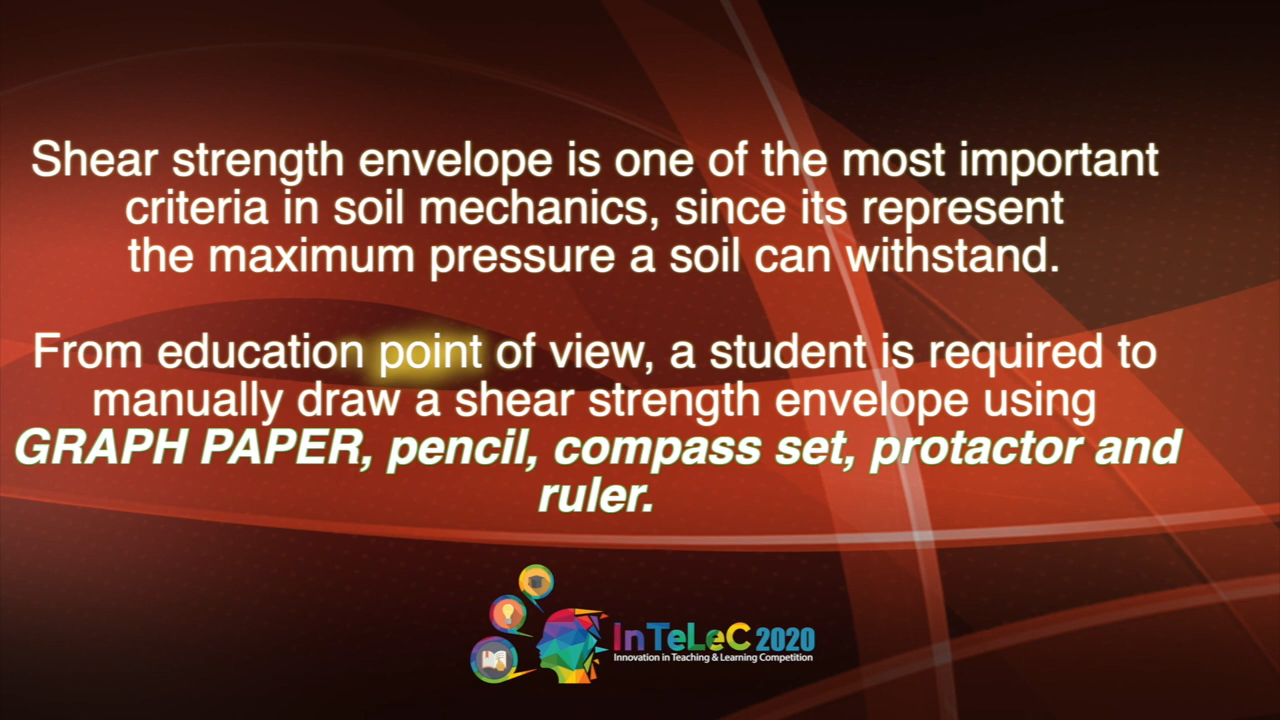 Shear strength envelope is one of the most important
criteria in soil mechanics, since its represent
the maximum pressure a soil can withstand.
From education point of view, a student is required to
manually draw a shear strength envelope using
GRAPH PAPER, pencil, compass set, protactor and
ruler.
InTeLeC 2020
Innovation in Teaching & Learning Competition